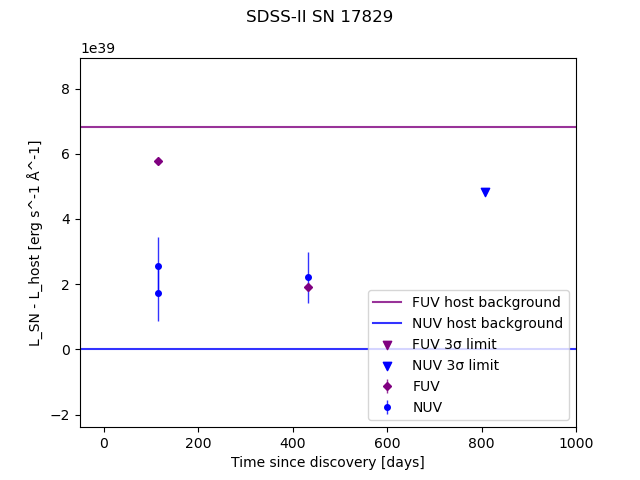 SDSS-II SN 17829
1e39
8
6
4
2
0
−2
L_SN - L_host [erg s^-1 Å^-1]
FUV host background
NUV host background
FUV 3σ limit
NUV 3σ limit
FUV
NUV
0 200 400 600 800 1000
Time since discovery [days]